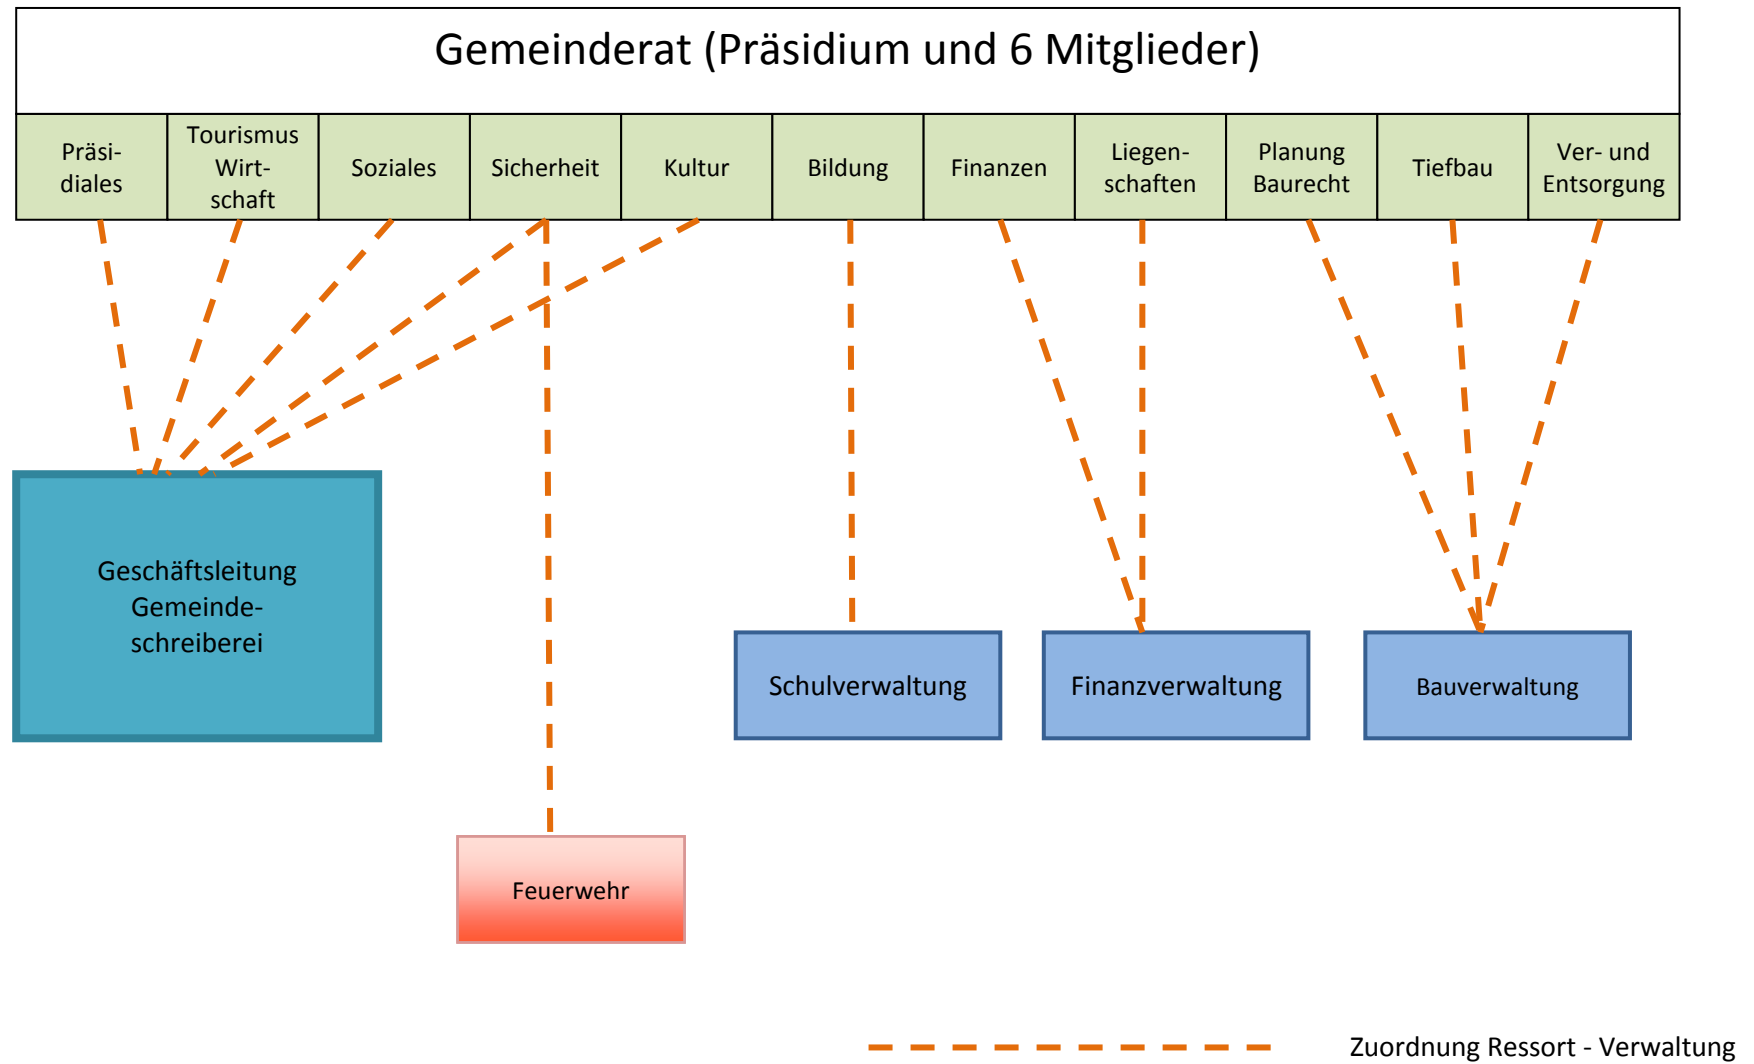 Gemeinderat (Präsidium und 6 Mitglieder)
Präsi-
diales
Tourismus
Wirt-
schaft
Soziales
Sicherheit
Kultur
Bildung
Finanzen
Liegen-
schaften
Planung
Baurecht
Tiefbau
Ver- und
Entsorgung
Geschäftsleitung
Gemeinde-
schreiberei
Schulverwaltung
Finanzverwaltung
Bauverwaltung
Feuerwehr
Zuordnung Ressort - Verwaltung